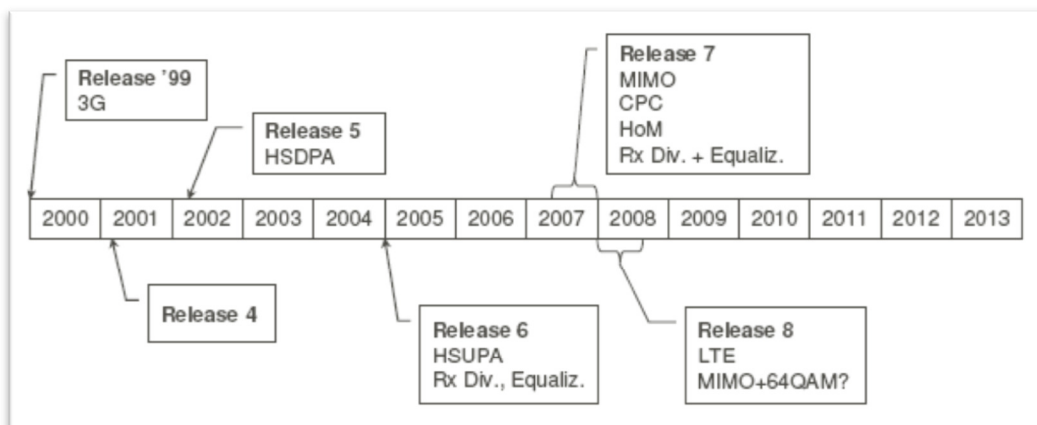 Release '99
3G
Release 5
HSDPA
Release 7
MIMO
CPC
HoM
Rx Div. + Equaliz.
2000 2001 2002 2003 2004 2005 2006 2007 2008 2009 2010 2011 2012 2013
Release 4
Release 6
HSUPA
Rx Div., Equaliz.
Release 8
LTE
MIMO+64QAM?